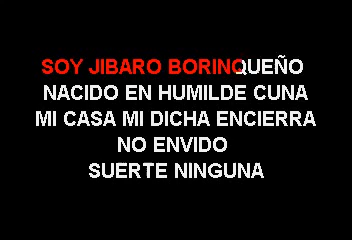 SOY JIBARO BORINQUEÑO
NACIDO EN HUMILDE CUNA
MI CASA MI DICHA ENCIERRA
NO ENVIDO
SUERTE NINGUNA